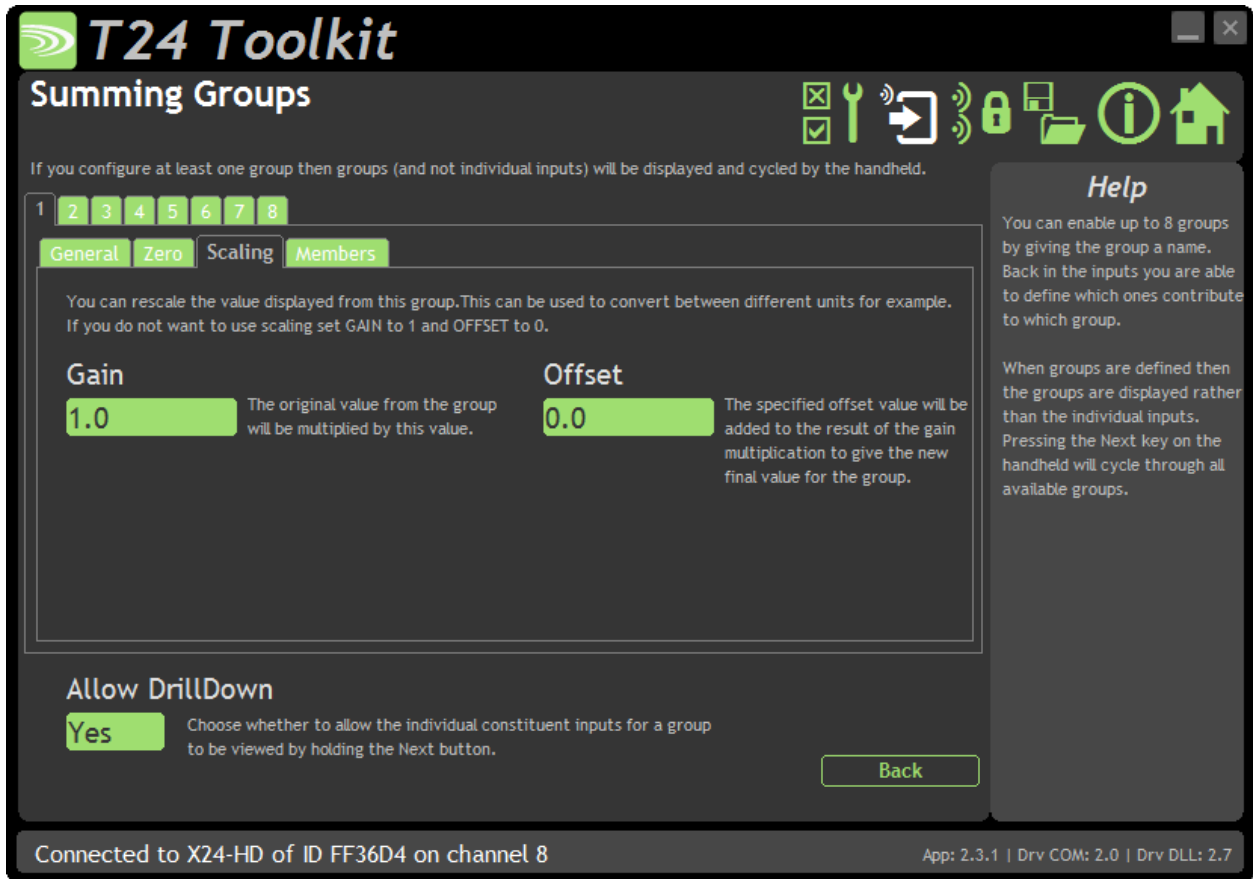 T24 Toolkit
Summing Groups
If you configure at least one group then groups (and not individual inputs) will be displayed and cycled by the handheld.
1 2 3 4 5 6 7 8
General Zero Scaling Members
You can rescale the value displayed from this group.This can be used to convert between different units for example.
If you do not want to use scaling set GAIN to 1 and OFFSET to 0.
Gain
1.0
The original value from the group
will be multiplied by this value.
Offset
0.0
The specified offset value will be
added to the result of the gain
multiplication to give the new
final value for the group.
Allow DrillDown
Yes
Choose whether to allow the individual constituent inputs for a group
to be viewed by holding the Next button.
Back
Help
You can enable up to 8 groups
by giving the group a name.
Back in the inputs you are able
to define which ones contribute
to which group.
When groups are defined then
the groups are displayed rather
than the individual inputs.
Pressing the Next key on the
handheld will cycle through all
available groups.
Connected to X24-HD of ID FF36D4 on channel 8
App: 2.3.1 | Drv COM: 2.0 | Drv DLL: 2.7